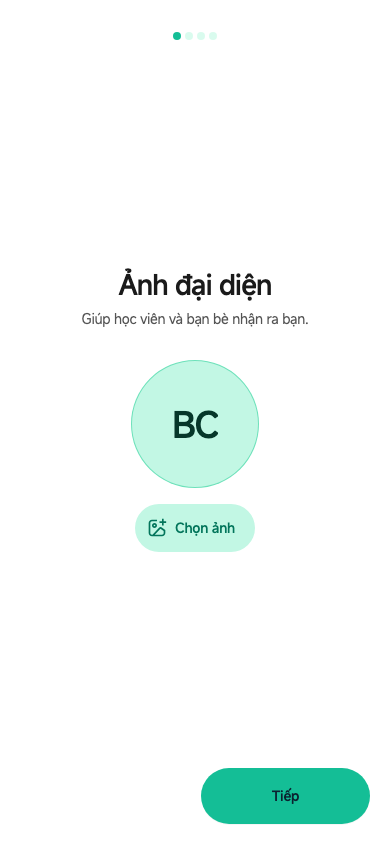 Ảnh đại diện
Giúp học viên và bạn bè nhận ra bạn.
BC
Chọn ảnh
Tiếp